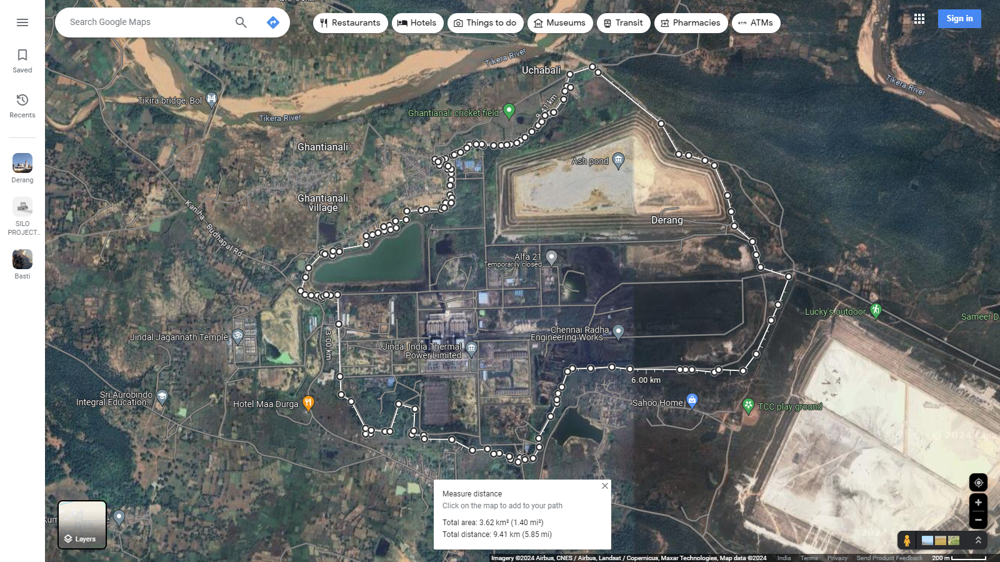 Search Google Maps
Restaurants
Hotels
Things to do
Museums
Transit
Pharmacies
ATMs
Sign in
Saved
Recents
Derang
SILO
PROJECT..
Basti
Tikera River
Uchabali
Tikera River
Tikira bridge, Bol
Tikera River
Ghantianali cricket field
9.41 km
Ghantianali
Ash pond
Ghantianali
village
Kaniha - Budhapal Rd
Derang
Alfa 21
Temporarily closed
Lucky's outdoor
Sameer D
Chennai Radha
Engineering Works...
Jindal Jagannath Temple
3.00 km
Jindal India Thermal
Power Limited
6.00 km
Sri Aurobindo
Integral Education...
Hotel Maa Durga
Sahoo Home
TCC play ground
Kum
e
Layers
Measure distance
Click on the map to add to your path
Total area: 3.62 km² (1.40 mi²)
Total distance: 9.41 km (5.85 mi)
Imagery ©2024 Airbus, CNES / Airbus, Landsat / Copernicus, Maxar Technologies, Map data ©2024
India
Terms
Privacy
Send Product Feedback
200 m